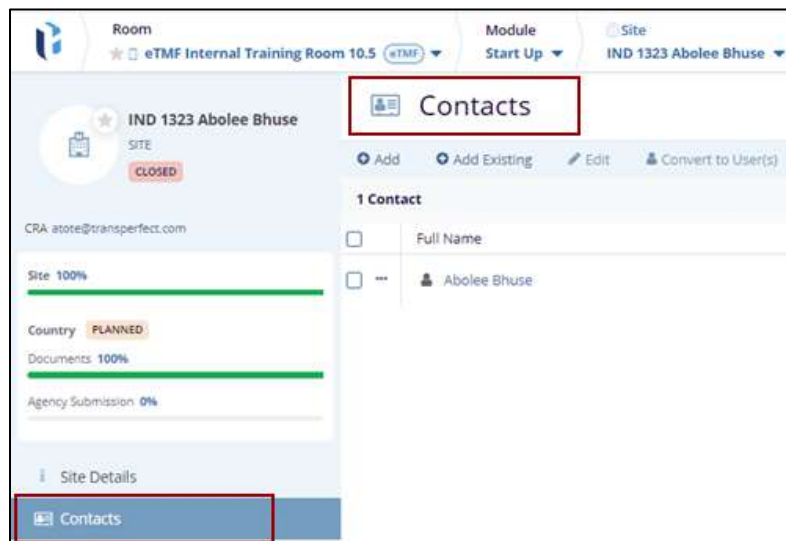 Room
eTMF Internal Training Room 10.5 eTMF
Module
Start Up
Site
IND 1323 Abolee Bhuse
IND 1323 Abolee Bhuse
SITE
CLOSED
CRA atote@transperfect.com
Site 100%
Country PLANNED
Documents 100%
Agency Submission 0%
Site Details
Contacts
Contacts
Add Add Existing Edit Convert to User(s)
1 Contact
Full Name
Abolee Bhuse